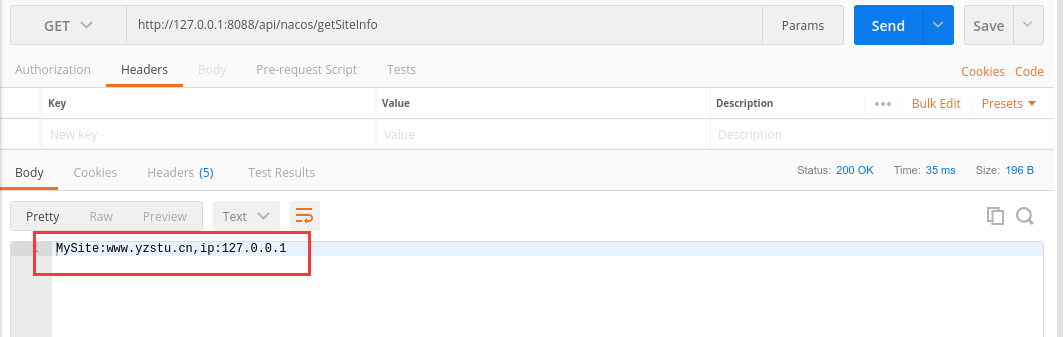 GET http://127.0.0.1:8088/api/nacos/getSiteInfo Params Send Save
Authorization Headers Body Pre-request Script Tests Cookies Code
Key Value Description Bulk Edit Presets
New key Value Description
Body Cookies Headers (5) Test Results Status: 200 OK Time: 35 ms Size: 196 B
Pretty Raw Preview Text
1 MySite:www.yzstu.cn,ip:127.0.0.1